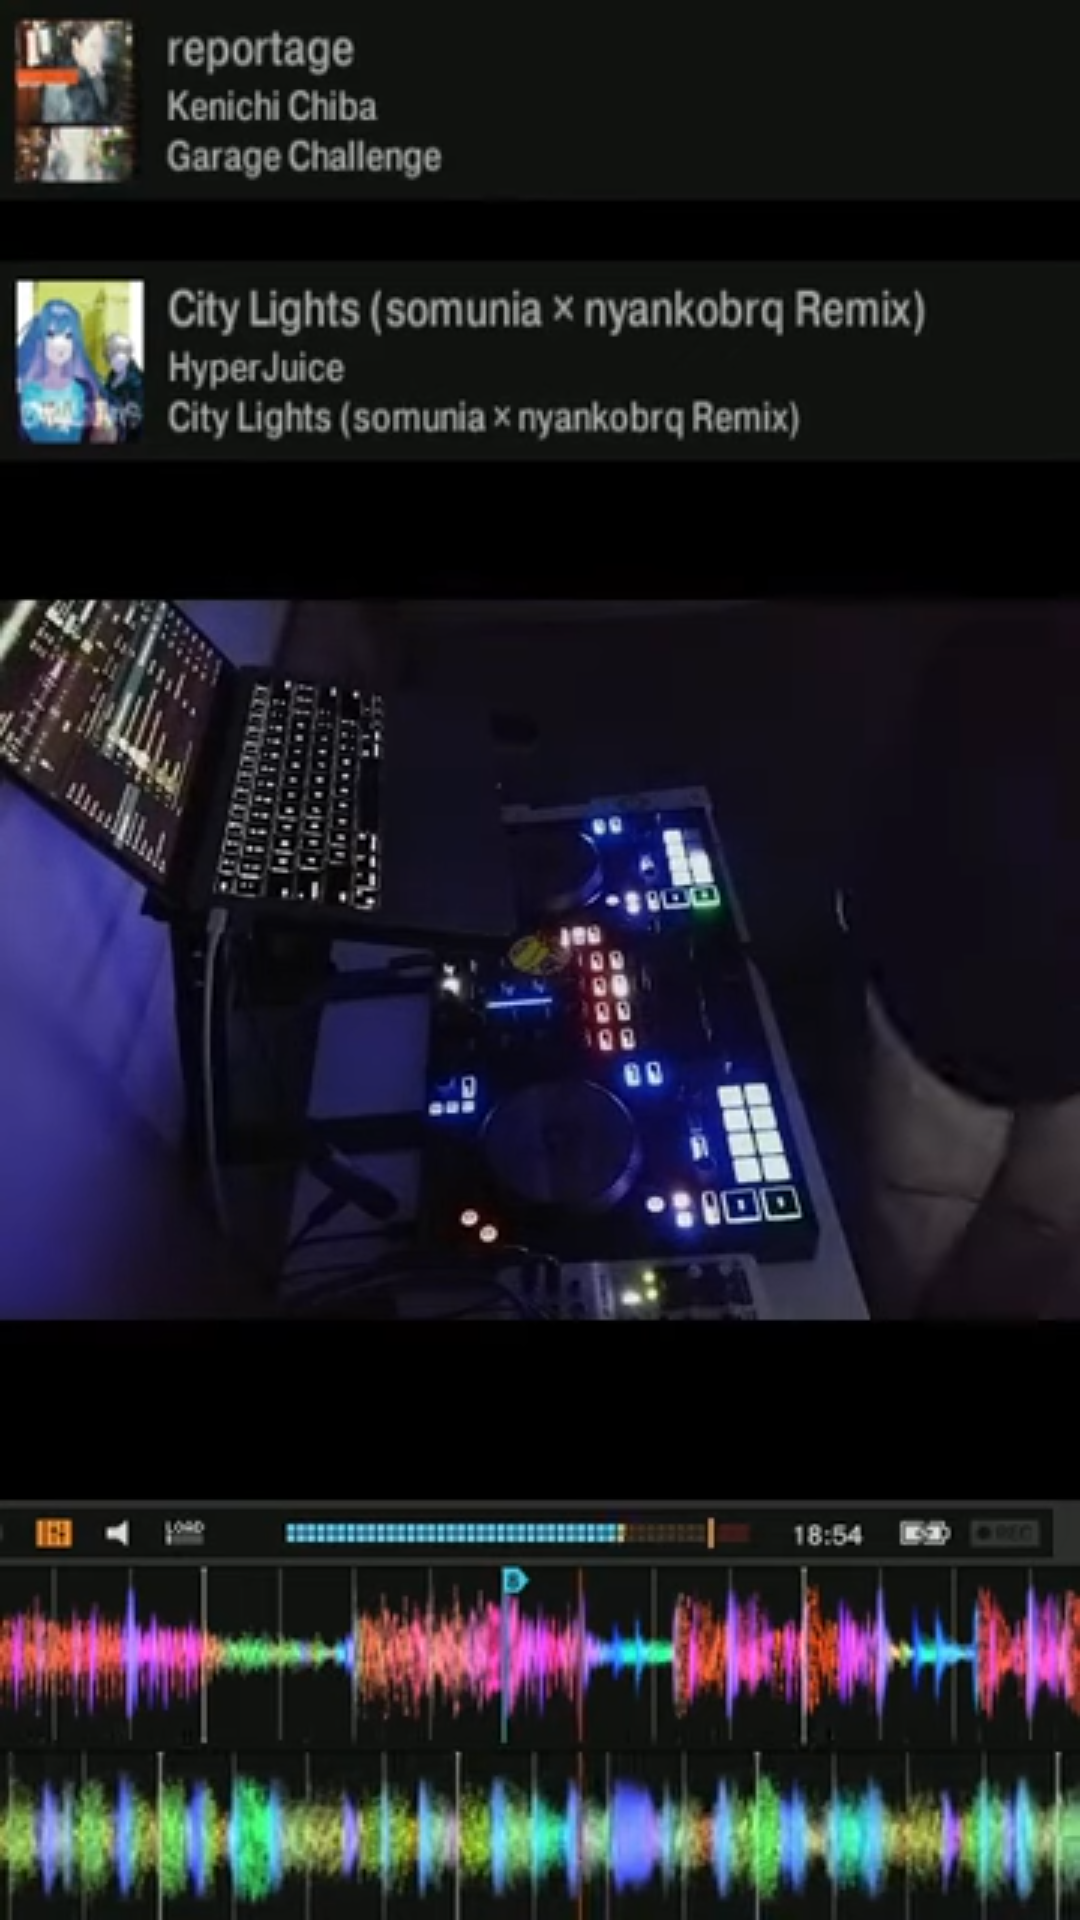 reportage
Kenichi Chiba
Garage Challenge
City Lights (somunia × nyankobrq Remix)
HyperJuice
City Lights (somunia × nyankobrq Remix)
LOAD
18:54
REC